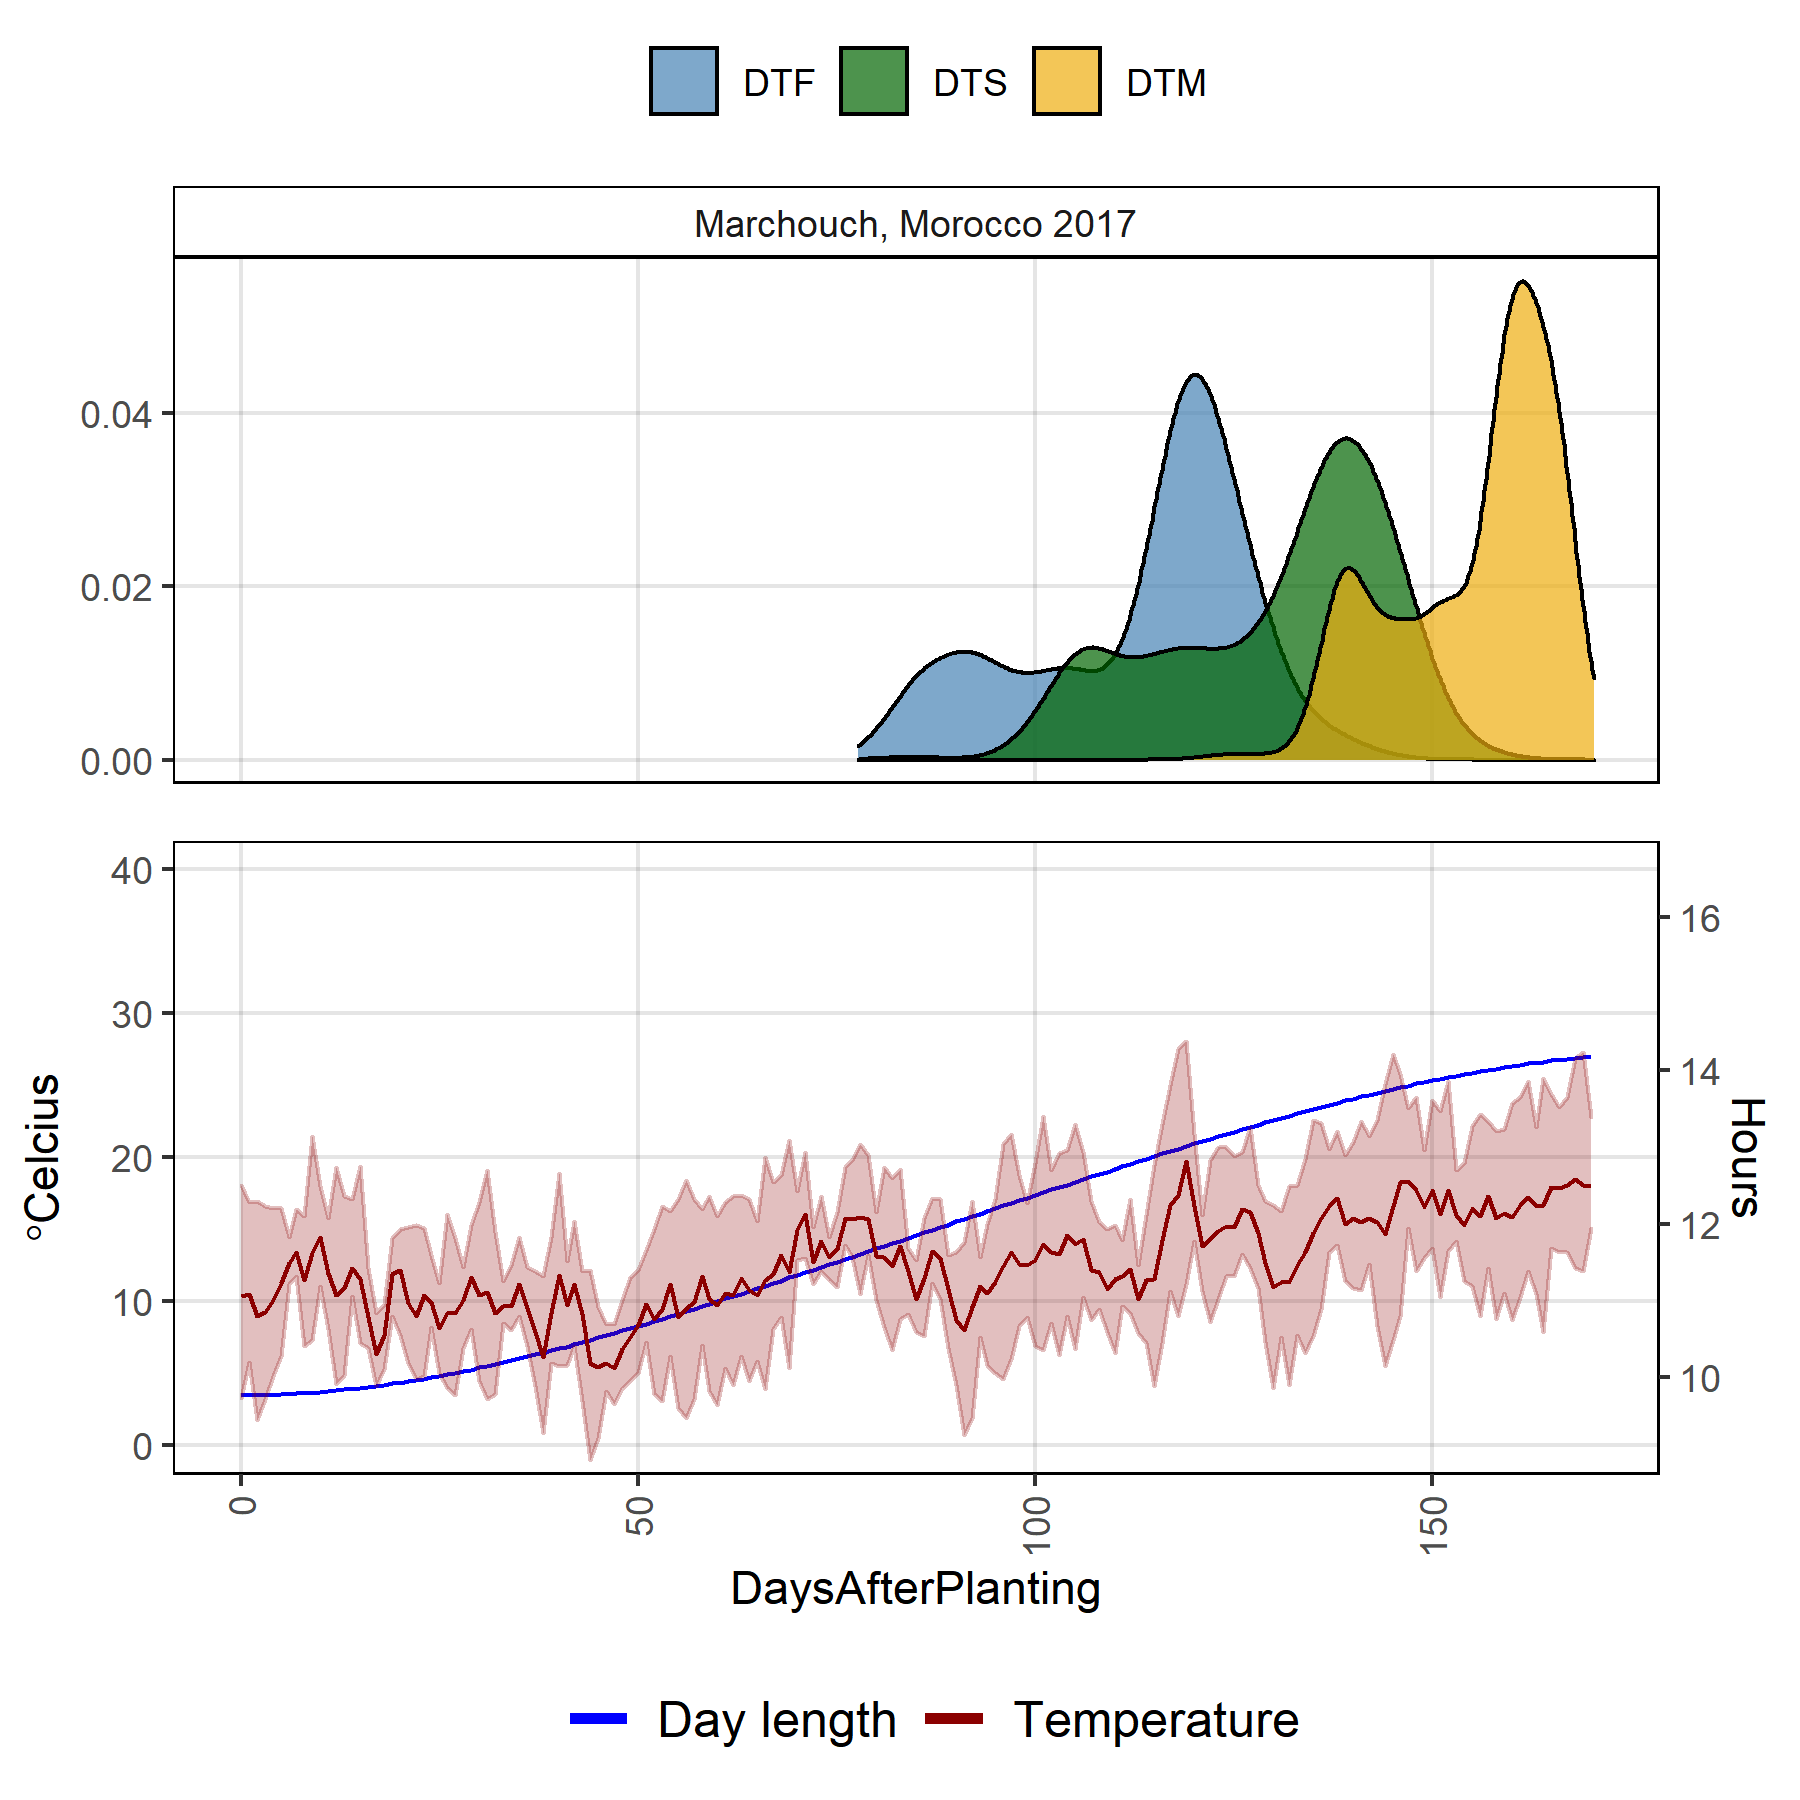 DTF DTS DTM
Marchouch, Morocco 2017
0.04
0.02
0.00
40
30
20
10
0
°Celcius
16
14
12
10
Hours
0 50 100 150
DaysAfterPlanting
Day length Temperature